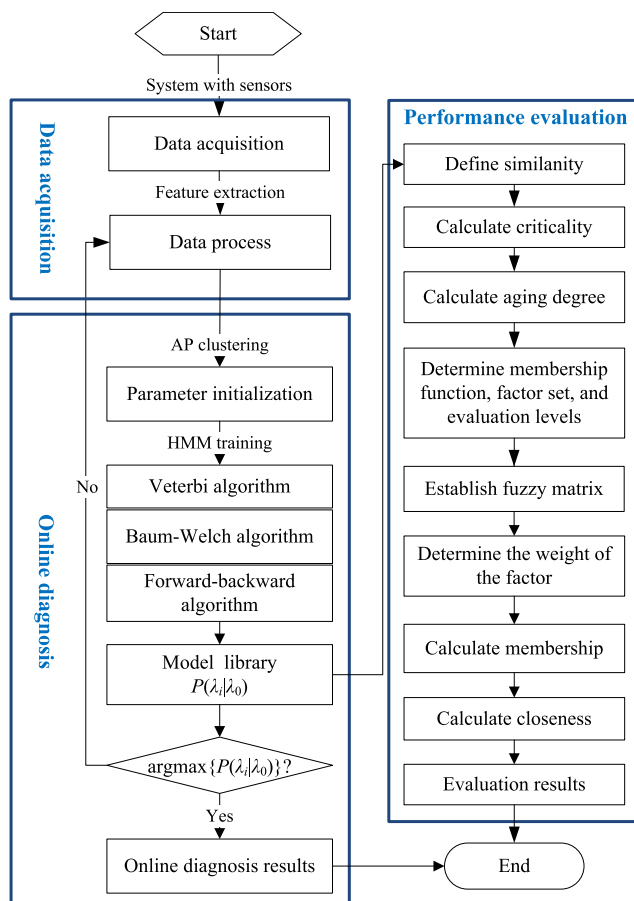 Start
System with sensors
Data acquisition
Data acquisition
Feature extraction
Data process
Online diagnosis
AP clustering
Parameter initialization
HMM training
No
Veterbi algorithm
Baum-Welch algorithm
Forward-backward
algorithm
Model library
P(λi|λ0)
argmax{P(λi|λ0)}?
Yes
Online diagnosis results
Performance evaluation
Define similanity
Calculate criticality
Calculate aging degree
Determine membership
function, factor set, and
evaluation levels
Establish fuzzy matrix
Determine the weight of
the factor
Calculate membership
Calculate closeness
Evaluation results
End